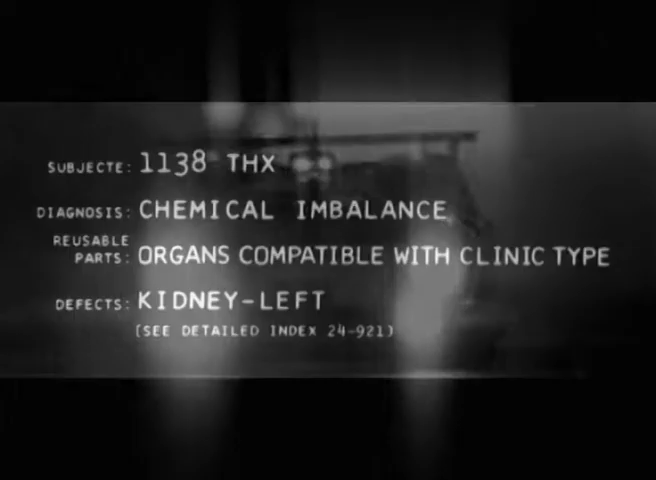 SUBJECTE: 1138 THX
DIAGNOSIS: CHEMICAL IMBALANCE
REUSABLE
PARTS: ORGANS COMPATIBLE WITH CLINIC TYPE
DEFECTS: KIDNEY-LEFT
(SEE DETAILED INDEX 24-921)